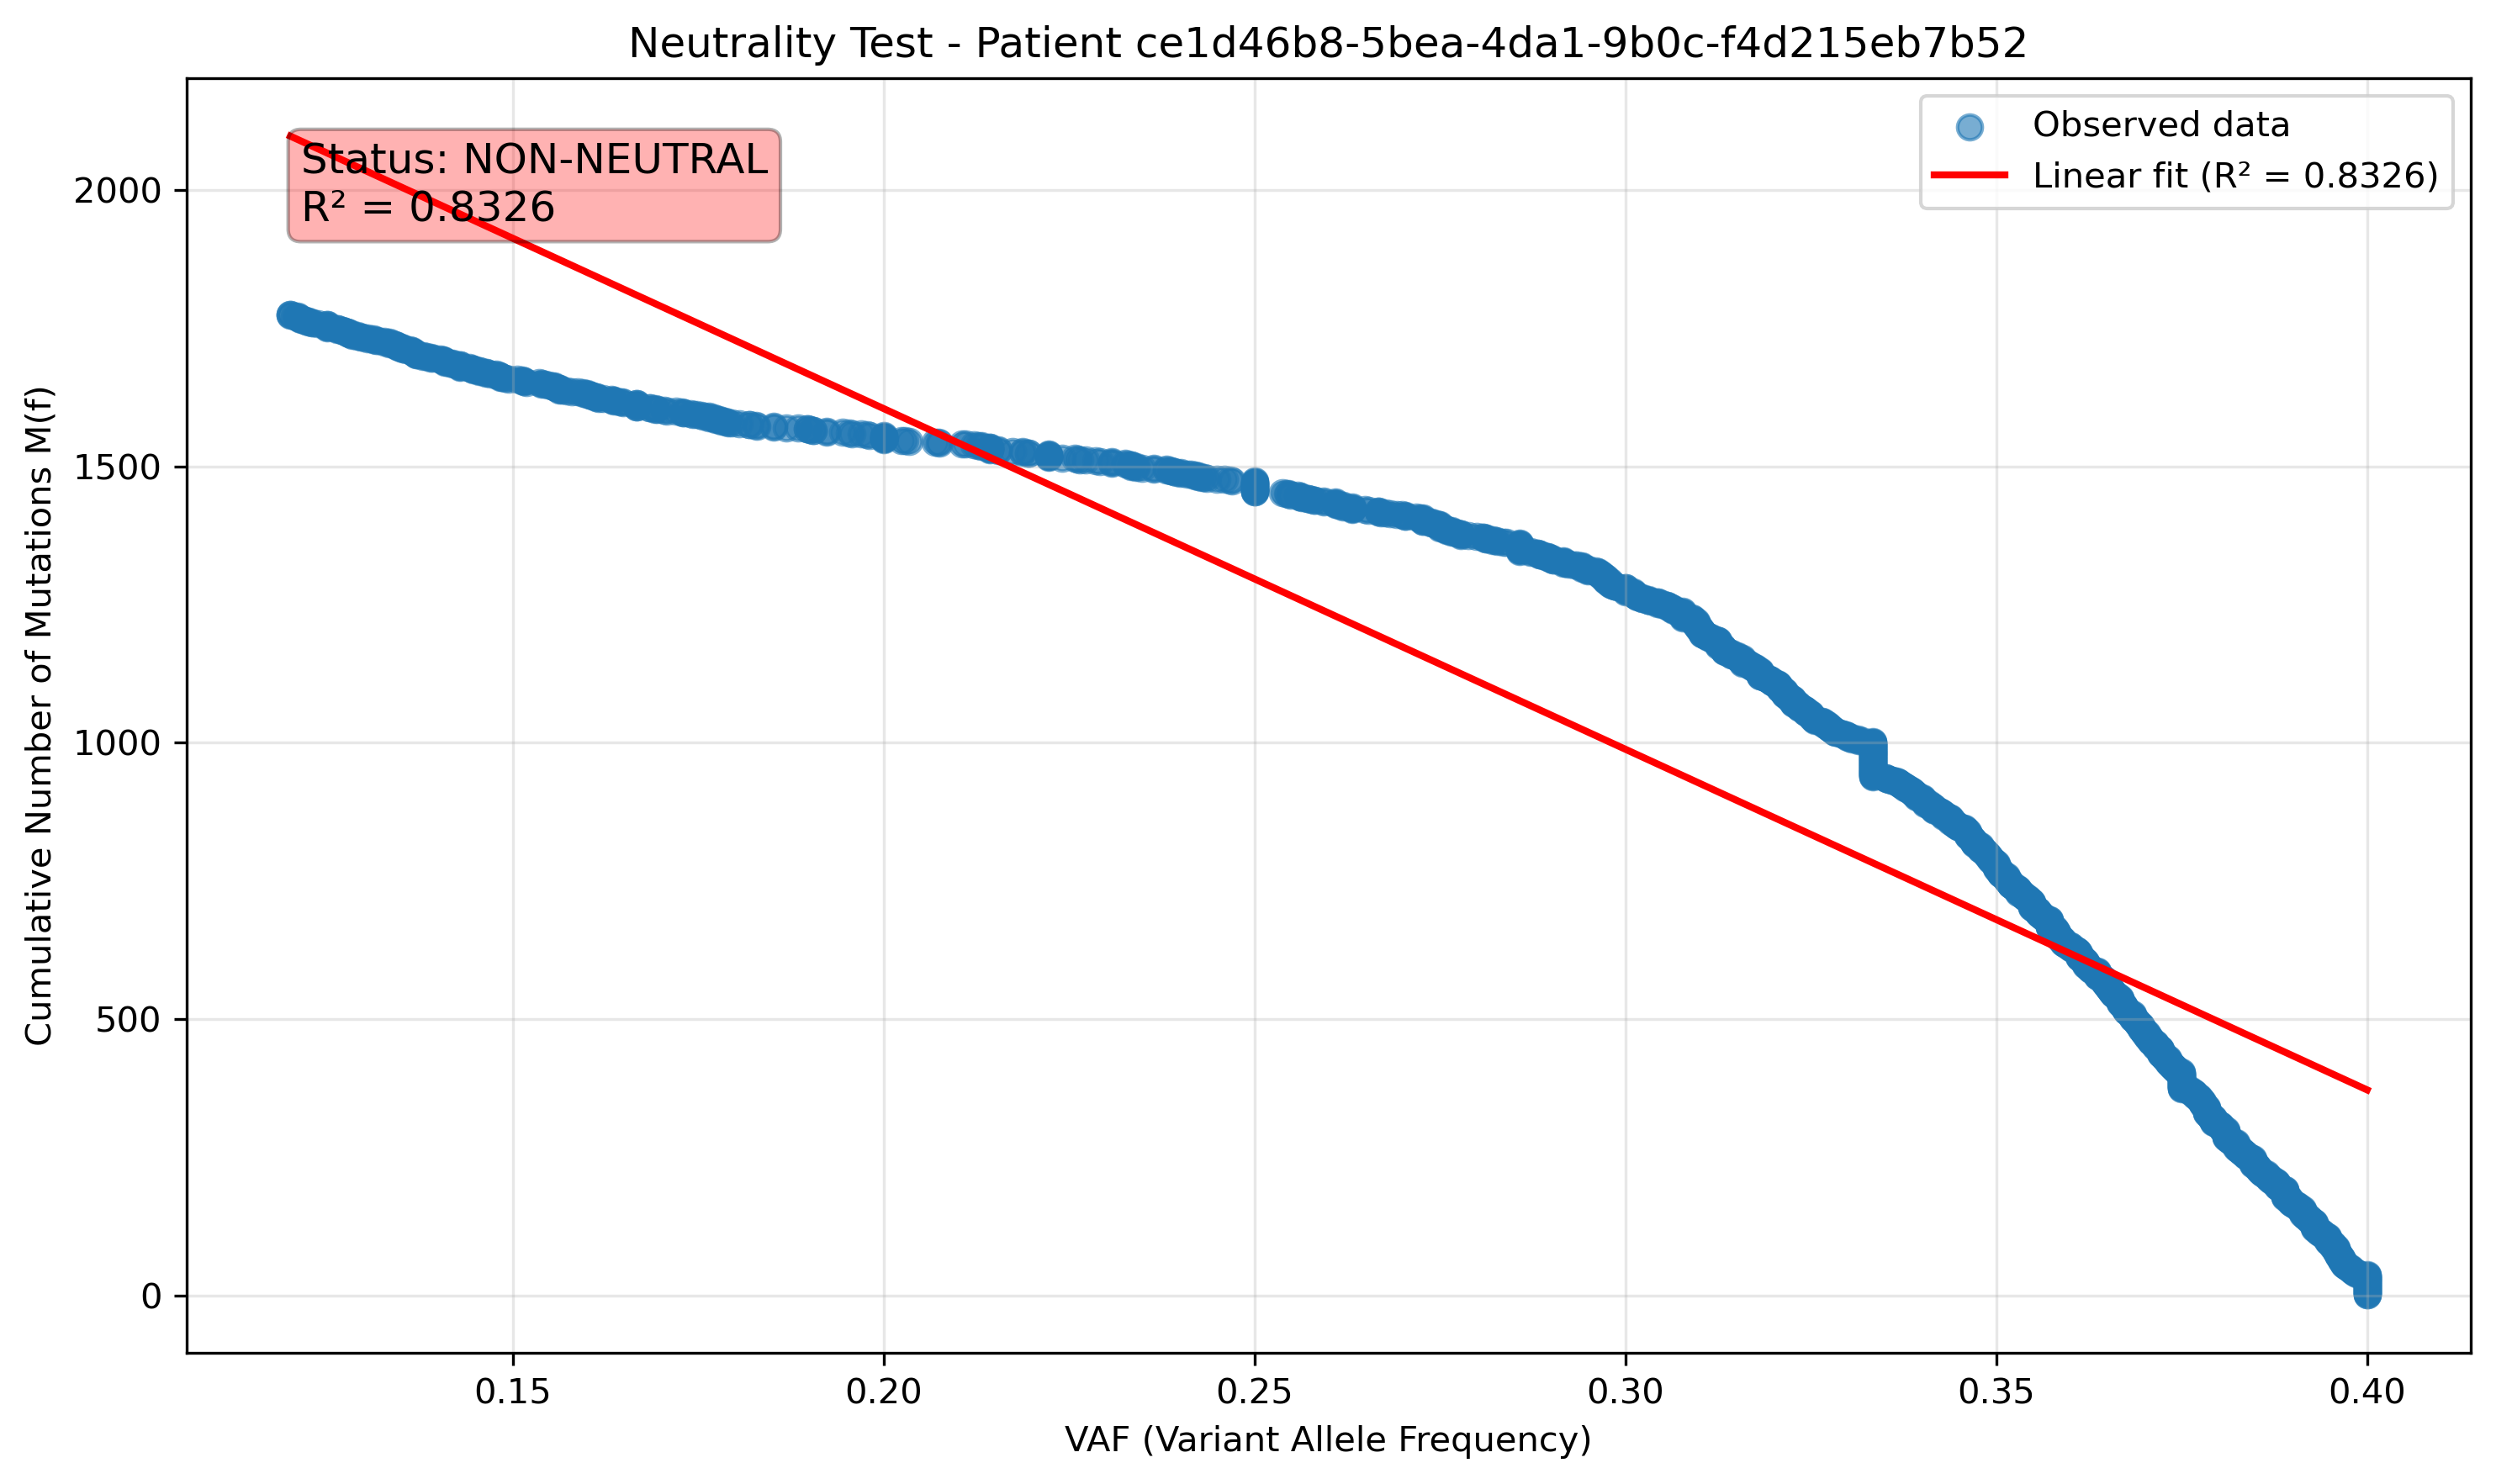 Neutrality Test - Patient ce1d46b8-5bea-4da1-9b0c-f4d215eb7b52
Status: NON-NEUTRAL
R² = 0.8326
Observed data
Linear fit (R² = 0.8326)
Cumulative Number of Mutations M(f)
2000
1500
1000
500
0
0.15 0.20 0.25 0.30 0.35 0.40
VAF (Variant Allele Frequency)